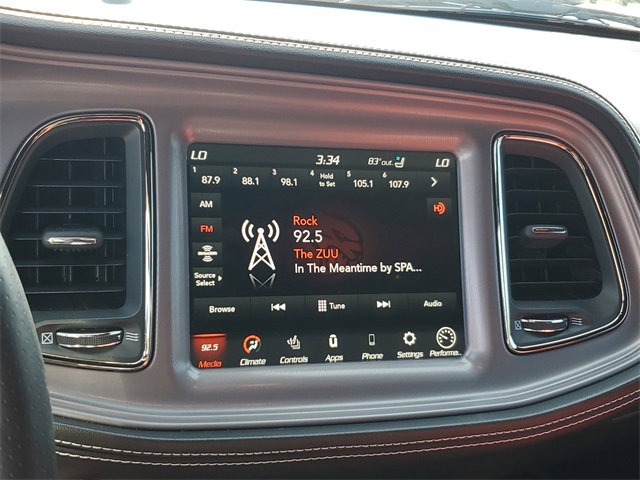 LO 3:34 83°out. LO
1 87.9 2 88.1 3 98.1 4 Hold to Set 5 105.1 6 107.9
AM
HD
FM
Rock
92.5
The ZUU
In The Meantime by SPA...
Source Select
Browse Tune Audio
92.5
Media Climate Controls Apps Phone Settings Performa..